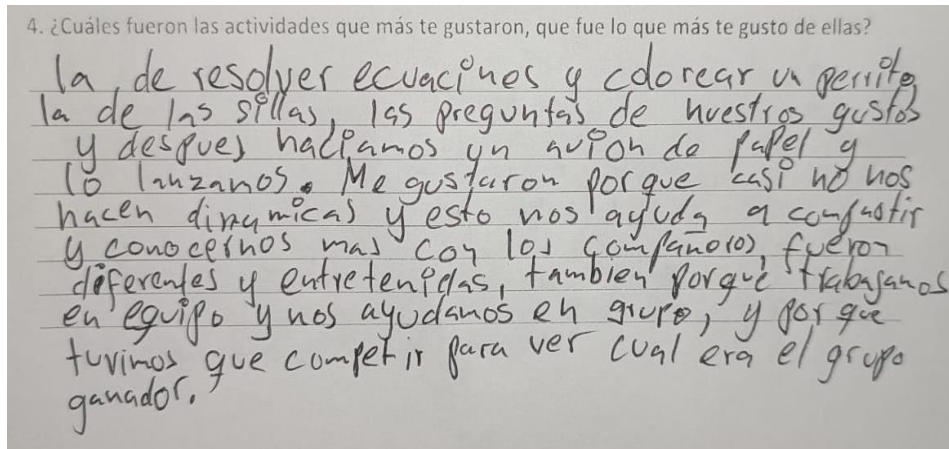 4. ¿Cuáles fueron las actividades que más te gustaron, que fue lo que más te gusto de ellas?
la, de resolver ecuaciones y colorear un perrito,
la de las sillas, las preguntas de nuestros gustos
y despues haciamos un avion de papel y
lo lanzamos. Me gustaron porque casi no nos
hacen dinamicas y esto nos ayuda a compartir
y conocernos mas con los compañeros, fueron
diferentes y entretenidas, tambien porque trabajamos
en equipo y nos ayudamos en grupo, y por que
tuvimos que competir para ver cual era el grupo
ganador.